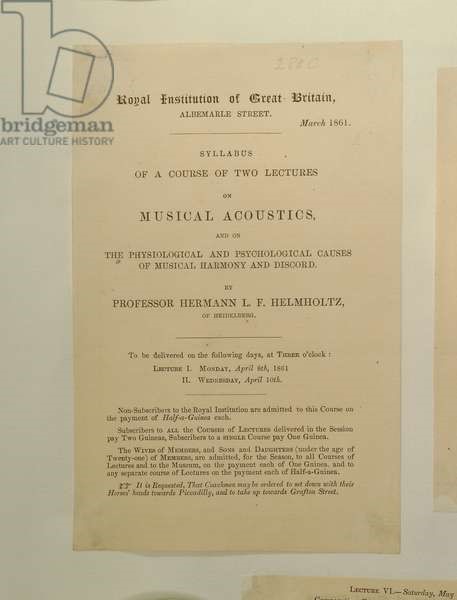 bridgeman
ART CULTURE HISTORY
Royal Institution of Great Britain,
ALBEMARLE STREET.
March 1861.
SYLLABUS
OF A COURSE OF TWO LECTURES
ON
MUSICAL ACOUSTICS,
AND ON
THE PHYSIOLOGICAL AND PSYCHOLOGICAL CAUSES
OF MUSICAL HARMONY AND DISCORD.
BY
PROFESSOR HERMANN L. F. HELMHOLTZ,
OF HEIDELBERG.
To be delivered on the following days, at THREE o'clock :
LECTURE I. MONDAY, April 8th, 1861
II. WEDNESDAY, April 10th.
Non-Subscribers to the Royal Institution are admitted to this Course on
the payment of Half-a-Guinea each.
Subscribers to ALL the COURSES of LECTURES delivered in the Session
pay Two Guineas, Subscribers to a SINGLE Course pay One Guinea.
The WIVES of MEMBERS, and SONS and DAUGHTERS (under the age of
Twenty-one) of MEMBERS, are admitted, for the Season, to all Courses of
Lectures and to the Museum, on the payment each of One Guinea, and to
any separate course of Lectures on the payment each of Half-a-Guinea.
☞ It is Requested, That Coachmen may be ordered to set down with their
Horses' heads towards Piccadilly, and to take up towards Grafton Street.
LECTURE VI.—Saturday, May